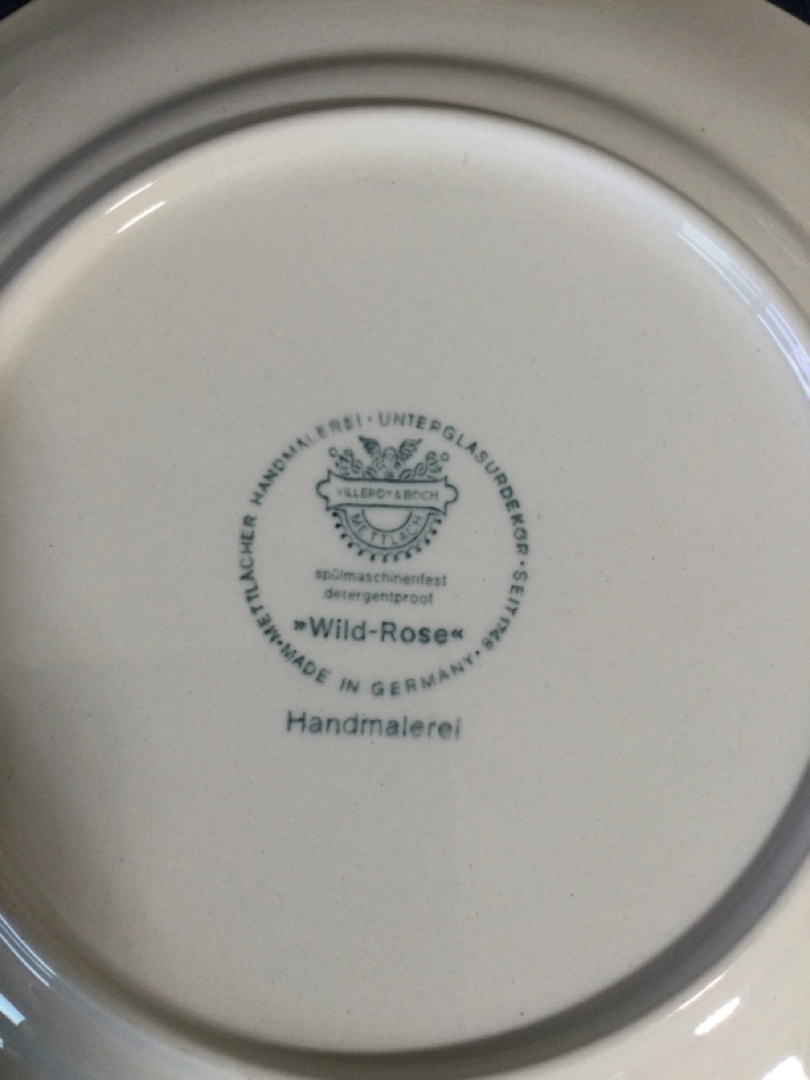 METTLACHER HANDMALEREI · UNTERGLASURDEKOR · SEIT 1748 ·
VILLEROY & BOCH
METTLACH
spülmaschinenfest
detergentproof
»Wild-Rose«
MADE IN GERMANY ·
Handmalerei